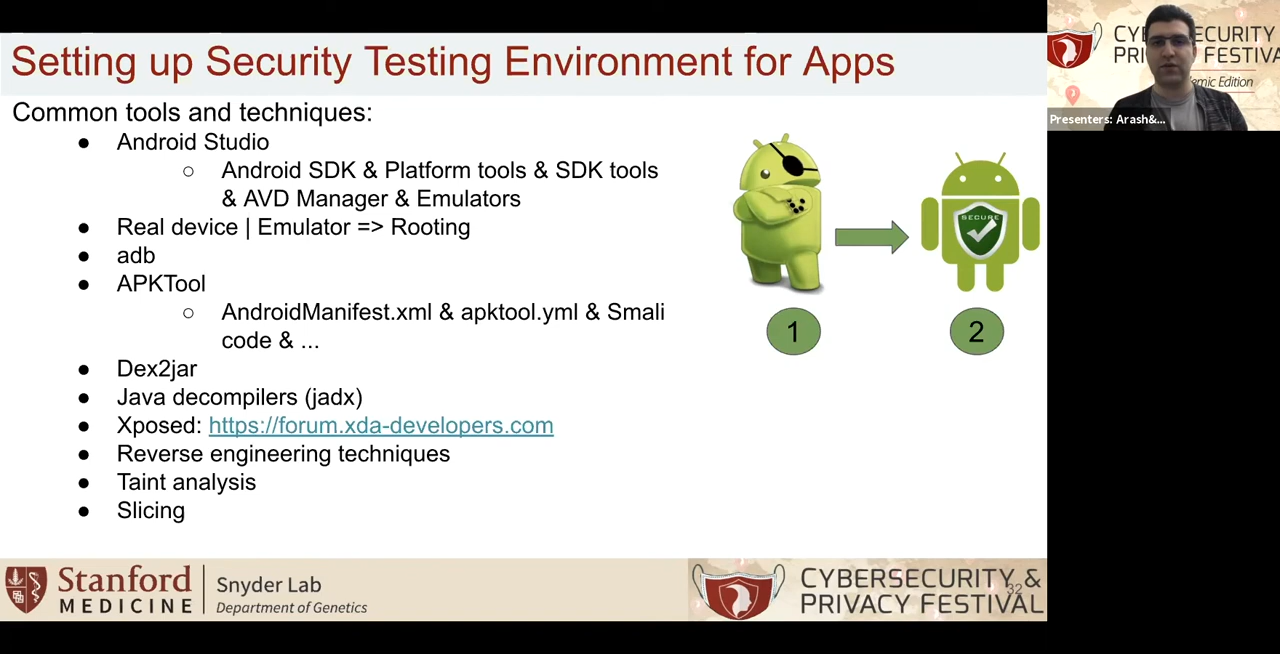 Setting up Security Testing Environment for Apps
Common tools and techniques:
● Android Studio
○ Android SDK & Platform tools & SDK tools
& AVD Manager & Emulators
● Real device | Emulator => Rooting
● adb
● APKTool
○ AndroidManifest.xml & apktool.yml & Smali
code & ...
● Dex2jar
● Java decompilers (jadx)
● Xposed: https://forum.xda-developers.com
● Reverse engineering techniques
● Taint analysis
● Slicing
SECURE
1
2
Stanford
MEDICINE
Snyder Lab
Department of Genetics
CYBERSECURITY &
PRIVACY FESTIVAL
32
Presenters: Arash&...